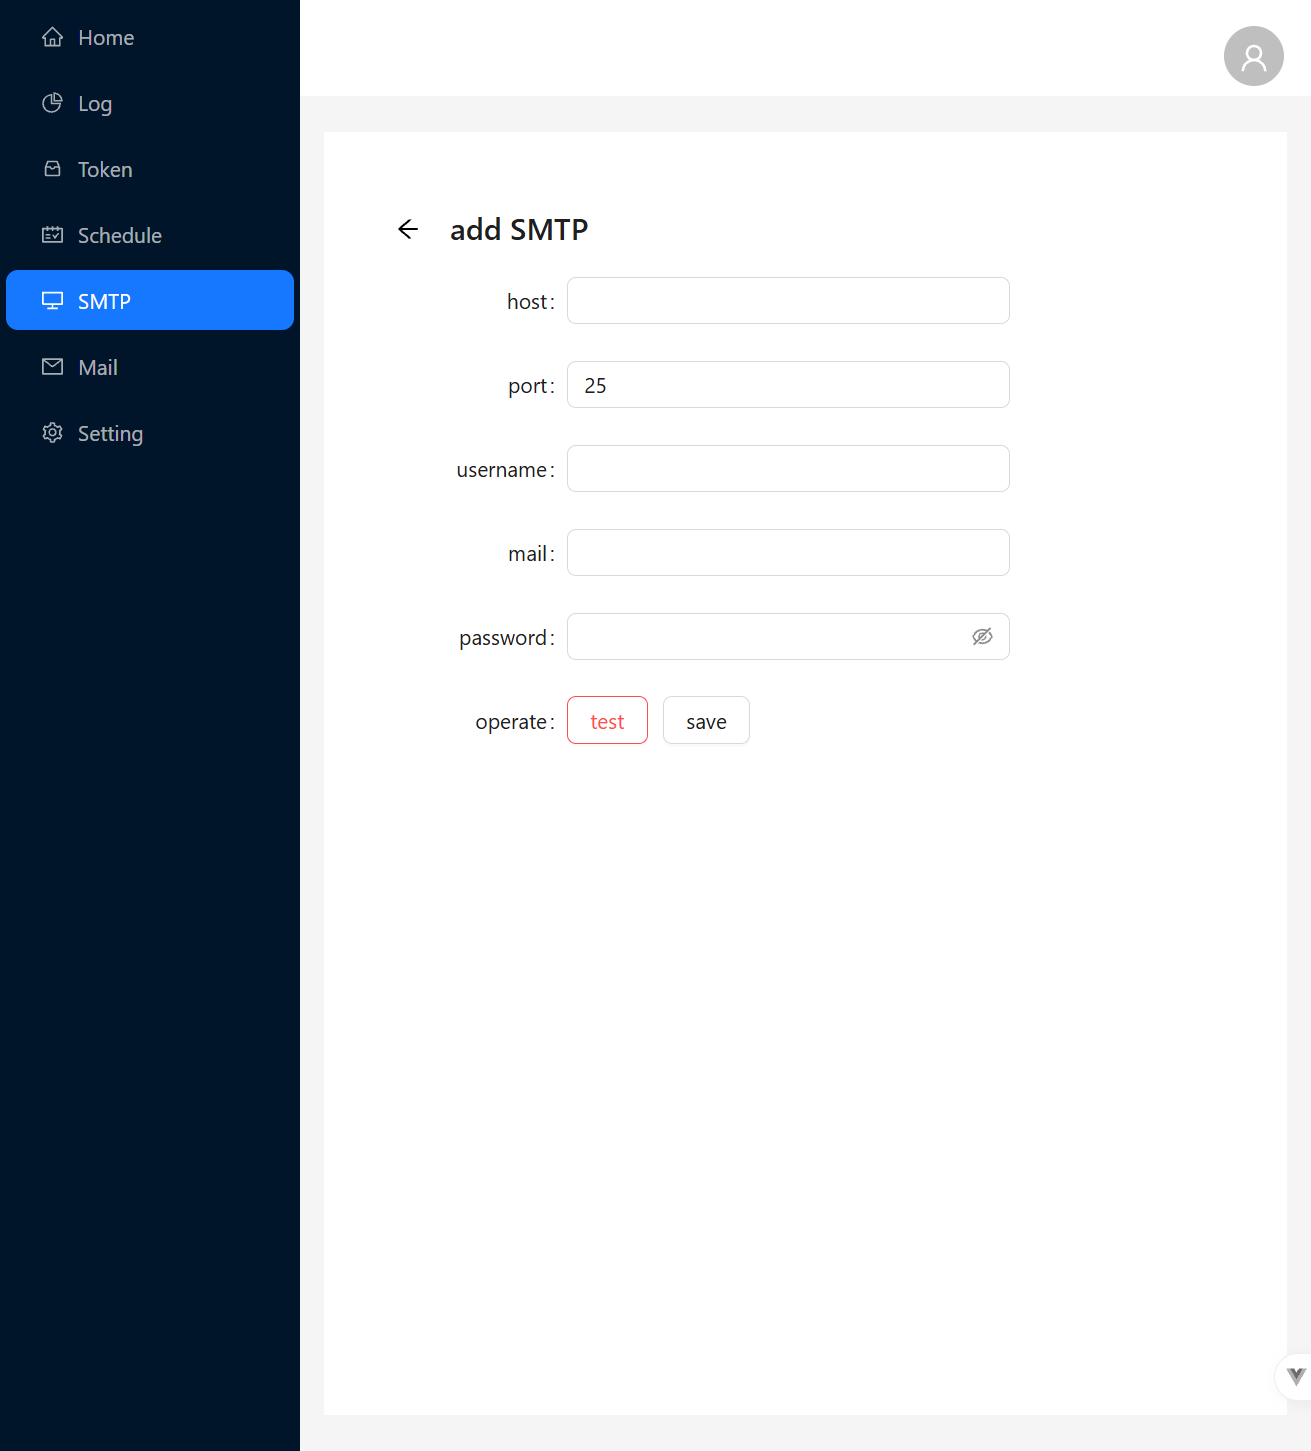 Home
Log
Token
Schedule
SMTP
Mail
Setting
add SMTP
host:
port: 25
username:
mail:
password:
operate: test save